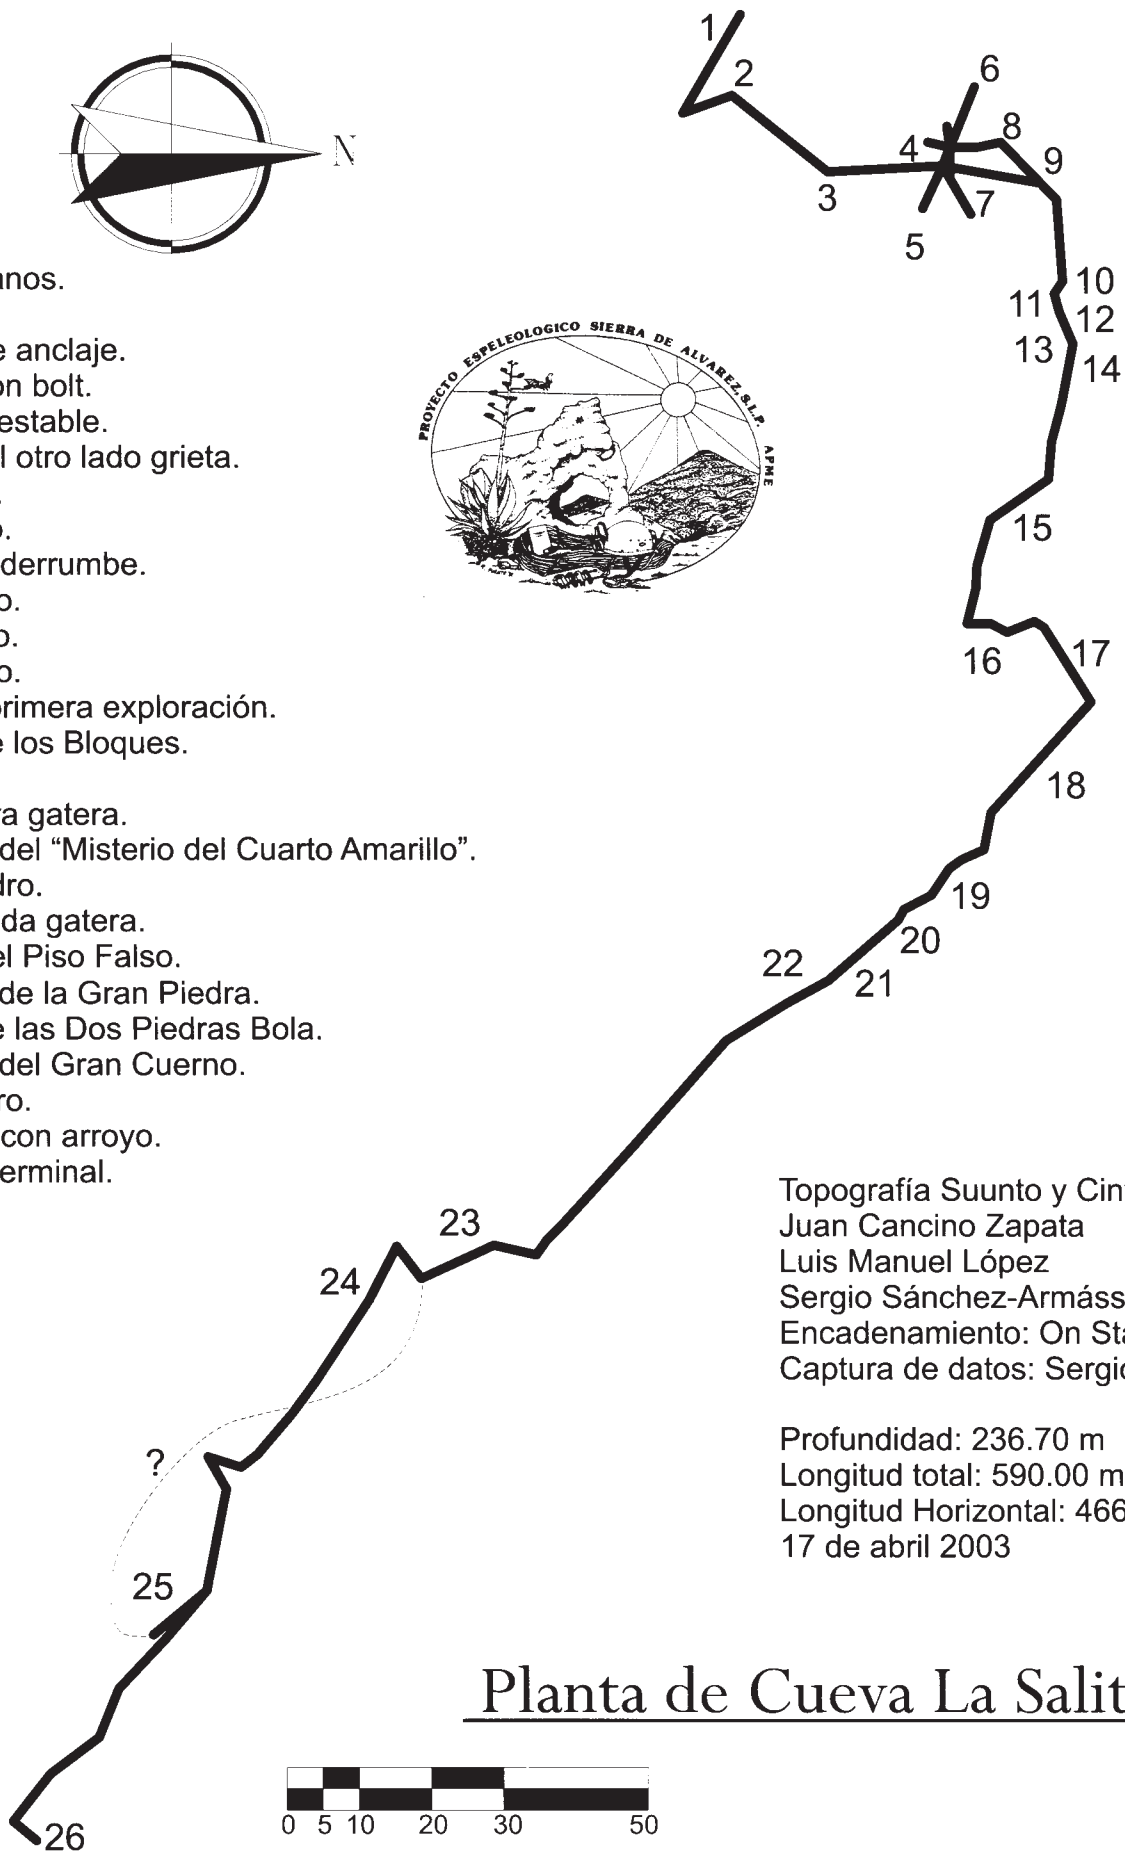 1
2
3
4
5
6
7
8
9
10
11
12
13
14
15
16
17
18
19
20
21
22
23
24
25
26
?
N
anos.
e anclaje.
on bolt.
estable.
l otro lado grieta.
o.
derrumbe.
o.
o.
o.
primera exploración.
e los Bloques.
ra gatera.
del “Misterio del Cuarto Amarillo”.
dro.
da gatera.
el Piso Falso.
de la Gran Piedra.
e las Dos Piedras Bola.
del Gran Cuerno.
ro.
con arroyo.
erminal.
PROYECTO ESPELEOLOGICO SIERRA DE ALVAREZ, S.L.P. APME
Topografía Suunto y Cin
Juan Cancino Zapata
Luis Manuel López
Sergio Sánchez-Armáss
Encadenamiento: On Sta
Captura de datos: Sergio
Profundidad: 236.70 m
Longitud total: 590.00 m
Longitud Horizontal: 466
17 de abril 2003
Planta de Cueva La Salit
0 5 10 20 30 50